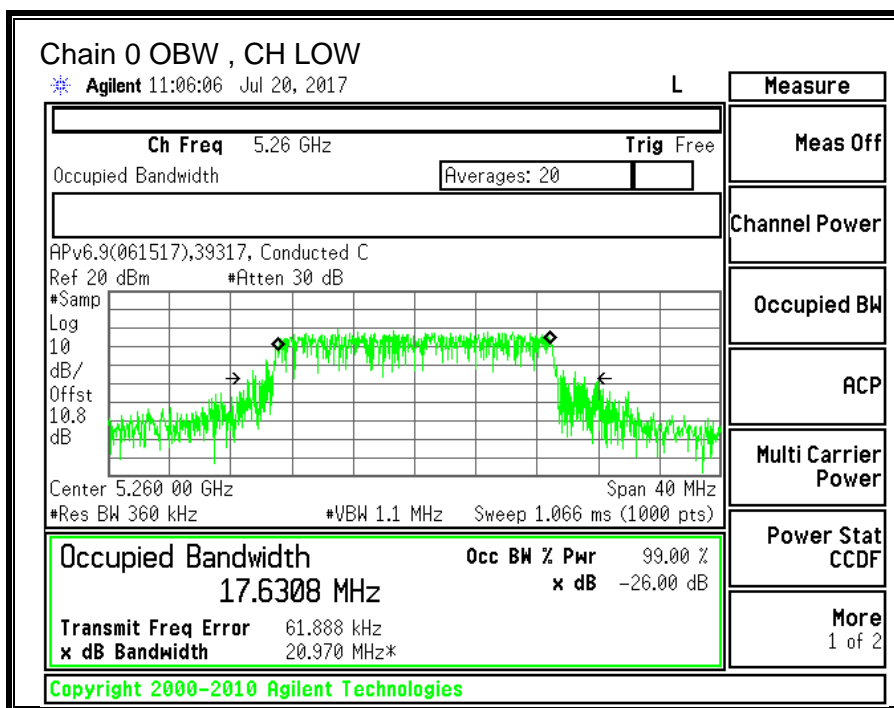 Chain 0 OBW , CH LOW
Agilent 11:06:06 Jul 20, 2017 L
Measure
Ch Freq 5.26 GHz Trig Free
Occupied Bandwidth Averages: 20
APv6.9(061517),39317, Conducted C
Ref 20 dBm #Atten 30 dB
#Samp
Log
10
dB/
Offst
10.8
dB
Center 5.260 00 GHz Span 40 MHz
#Res BW 360 kHz #VBW 1.1 MHz Sweep 1.066 ms (1000 pts)
Occupied Bandwidth Occ BW % Pwr 99.00 %
17.6308 MHz x dB -26.00 dB
Transmit Freq Error 61.888 kHz
x dB Bandwidth 20.970 MHz*
Meas Off
Channel Power
Occupied BW
ACP
Multi Carrier
Power
Power Stat
CCDF
More
1 of 2
Copyright 2000-2010 Agilent Technologies